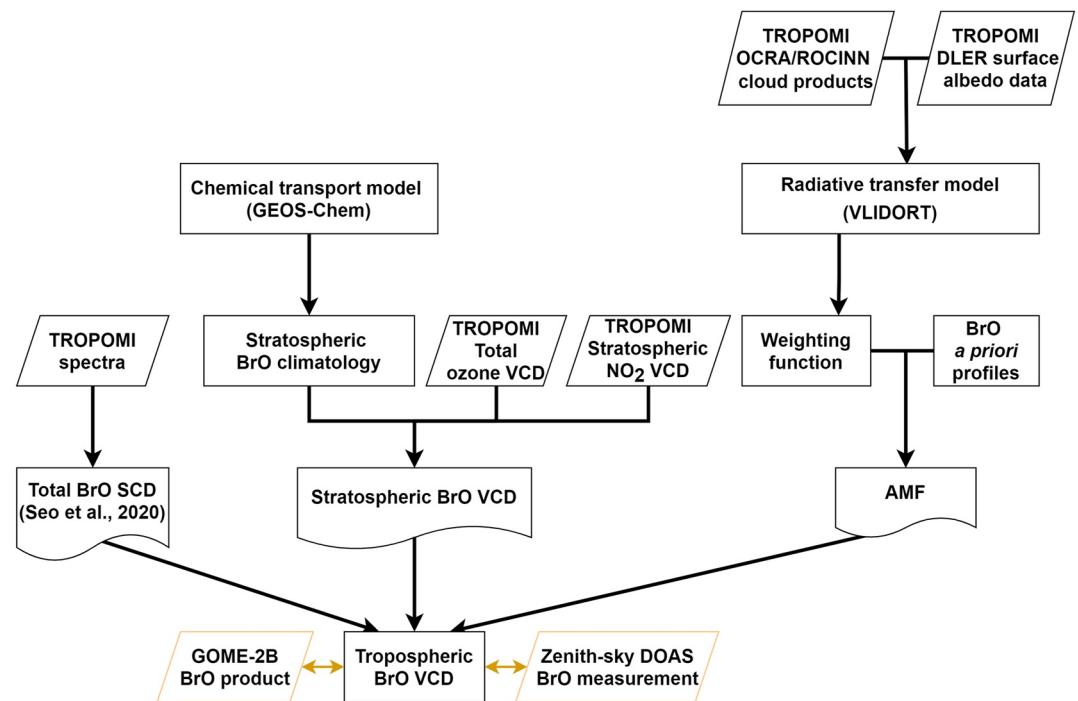 TROPOMI
OCRA/ROCINN
cloud products
TROPOMI
DLER surface
albedo data
Chemical transport model
(GEOS-Chem)
Radiative transfer model
(VLIDORT)
TROPOMI
spectra
Stratospheric
BrO climatology
TROPOMI
Total
ozone VCD
TROPOMI
Stratospheric
NO2 VCD
Weighting
function
BrO
a priori
profiles
Total BrO SCD
(Seo et al., 2020)
Stratospheric BrO VCD
AMF
GOME-2B
BrO product
Tropospheric
BrO VCD
Zenith-sky DOAS
BrO measurement